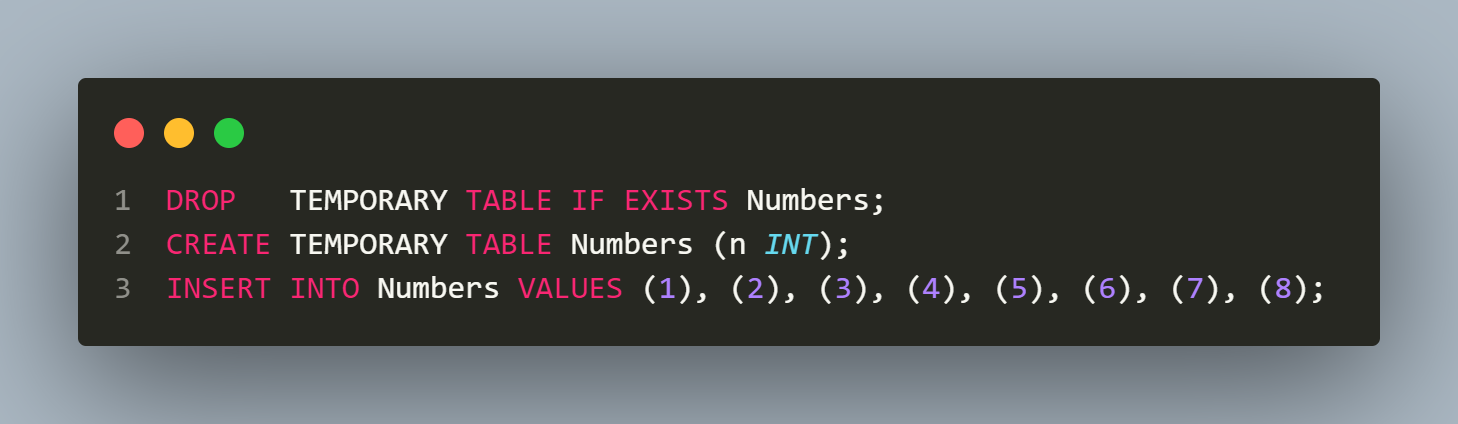 1 DROP   TEMPORARY TABLE IF EXISTS Numbers;
2 CREATE TEMPORARY TABLE Numbers (n INT);
3 INSERT INTO Numbers VALUES (1), (2), (3), (4), (5), (6), (7), (8);